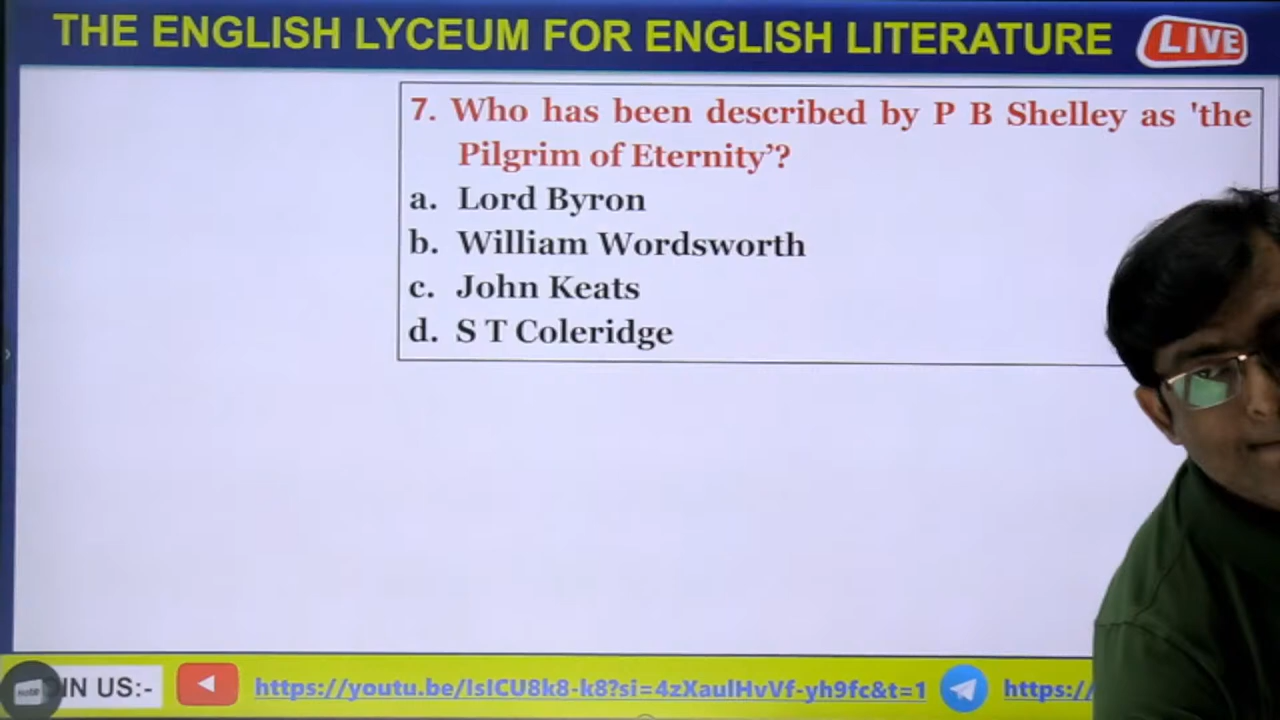 THE ENGLISH LYCEUM FOR ENGLISH LITERATURE LIVE
7. Who has been described by P B Shelley as 'the
Pilgrim of Eternity’?
a. Lord Byron
b. William Wordsworth
c. John Keats
d. S T Coleridge
IN US:- https://youtu.be/IsICU8k8-k8?si=4zXaulHvVf-yh9fc&t=1 https://